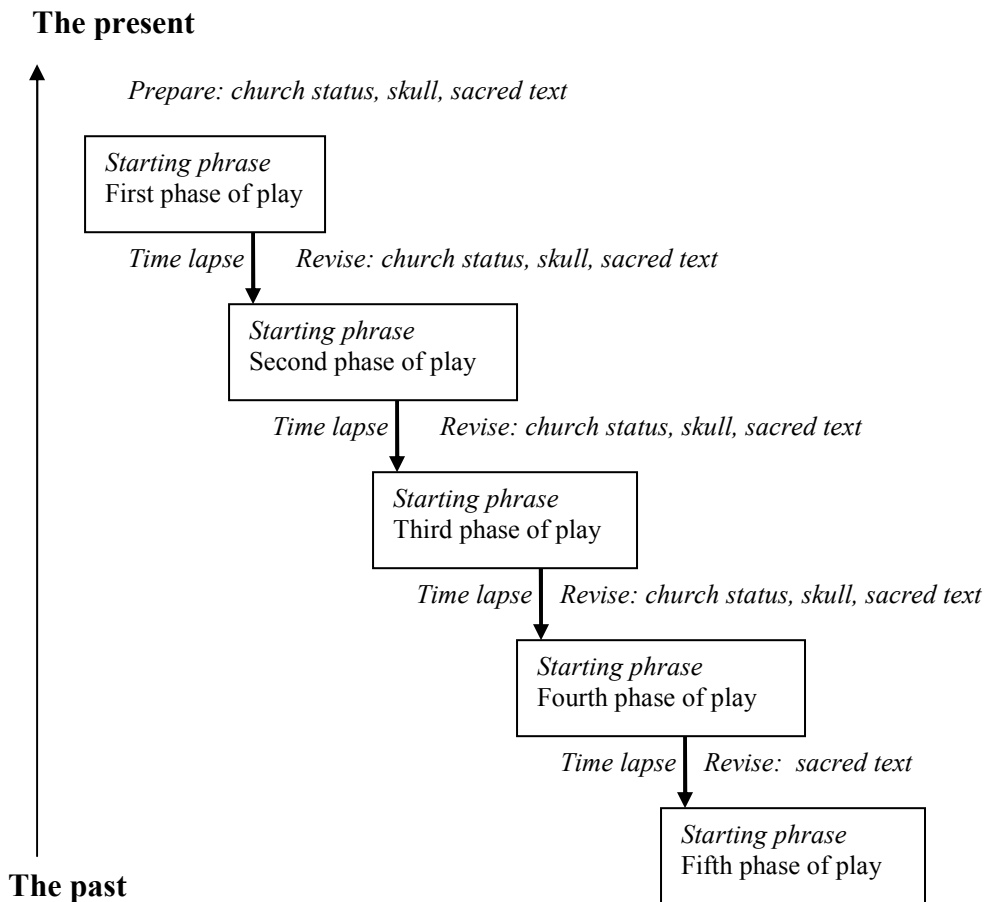 The present
Prepare: church status, skull, sacred text
Starting phrase
First phase of play
Time lapse
Revise: church status, skull, sacred text
Starting phrase
Second phase of play
Time lapse
Revise: church status, skull, sacred text
Starting phrase
Third phase of play
Time lapse
Revise: church status, skull, sacred text
Starting phrase
Fourth phase of play
Time lapse
Revise: sacred text
Starting phrase
Fifth phase of play
The past